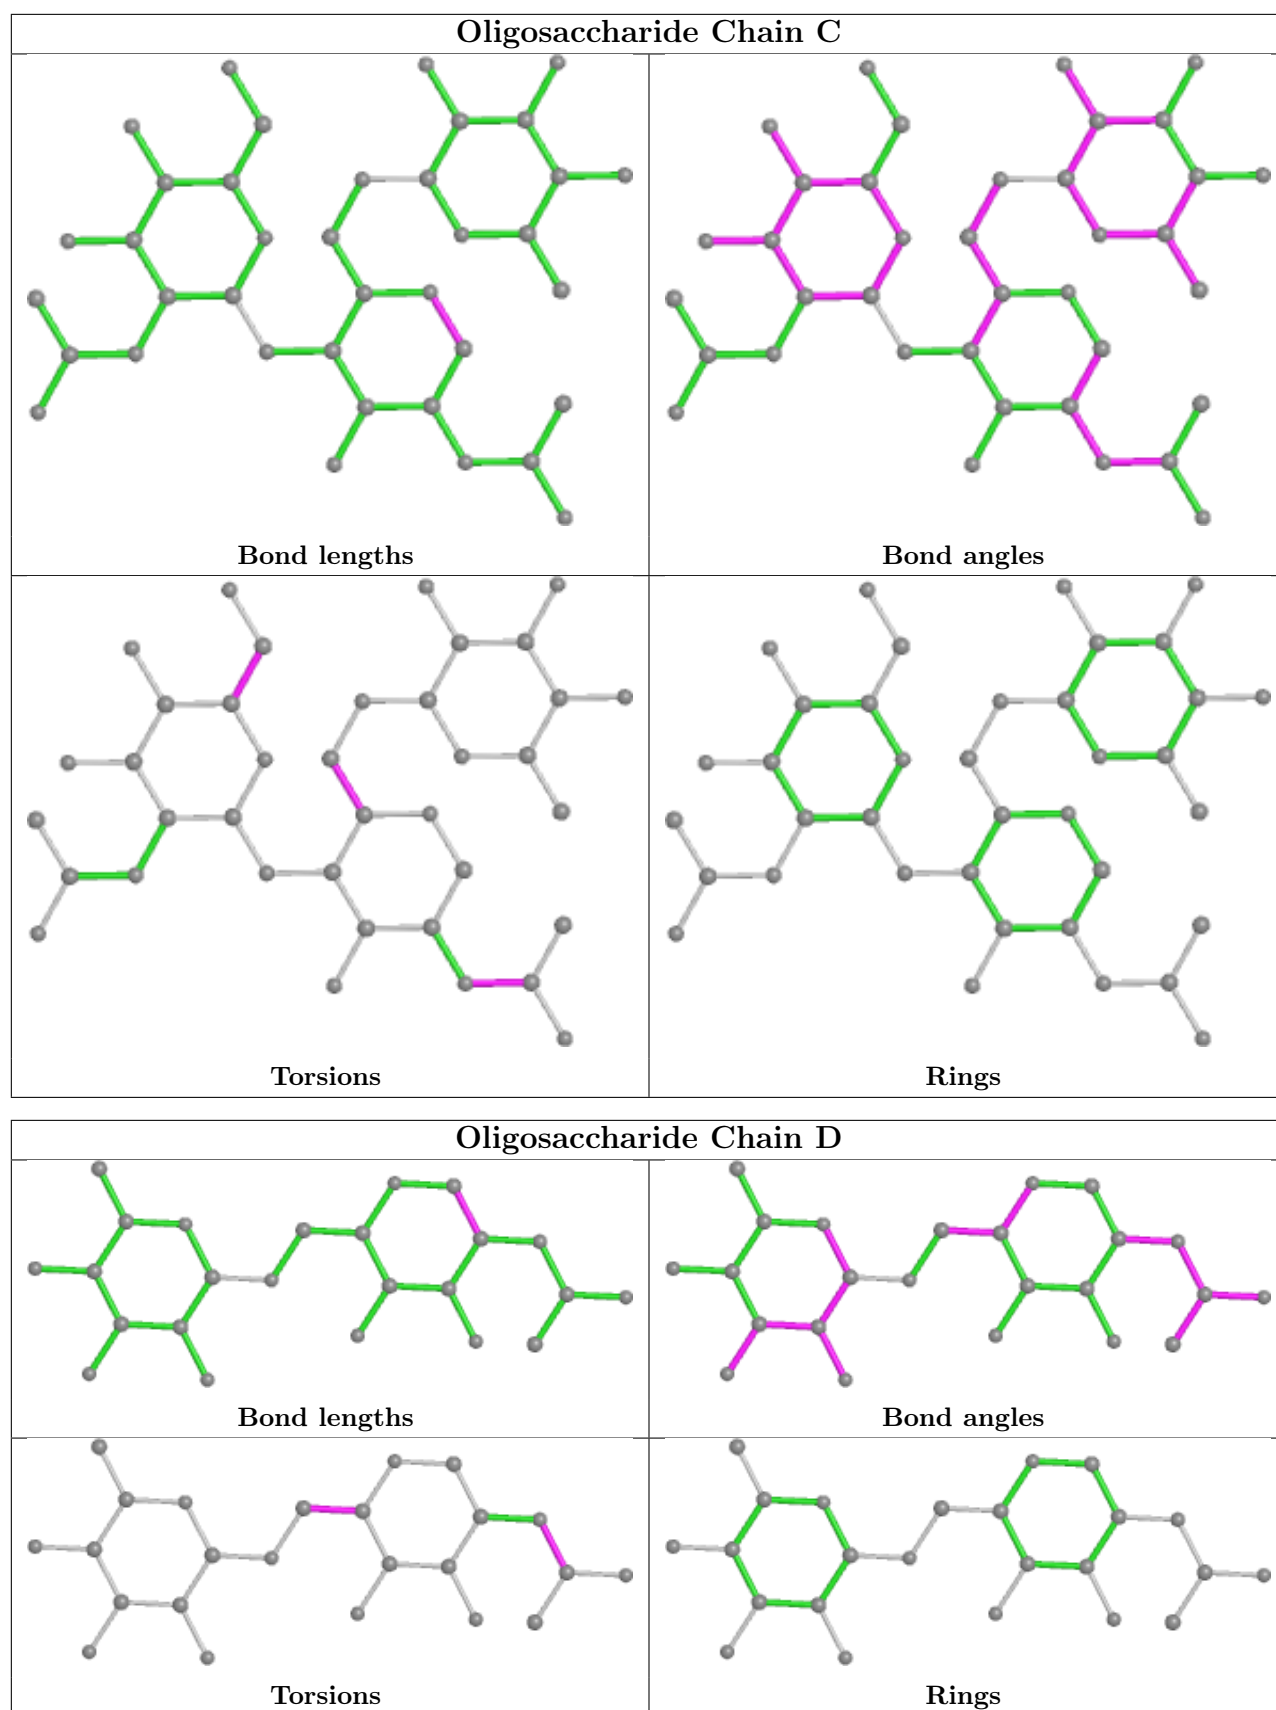 Oligosaccharide Chain C
Bond lengths
Bond angles
Torsions
Rings
Oligosaccharide Chain D
Bond lengths
Bond angles
Torsions
Rings